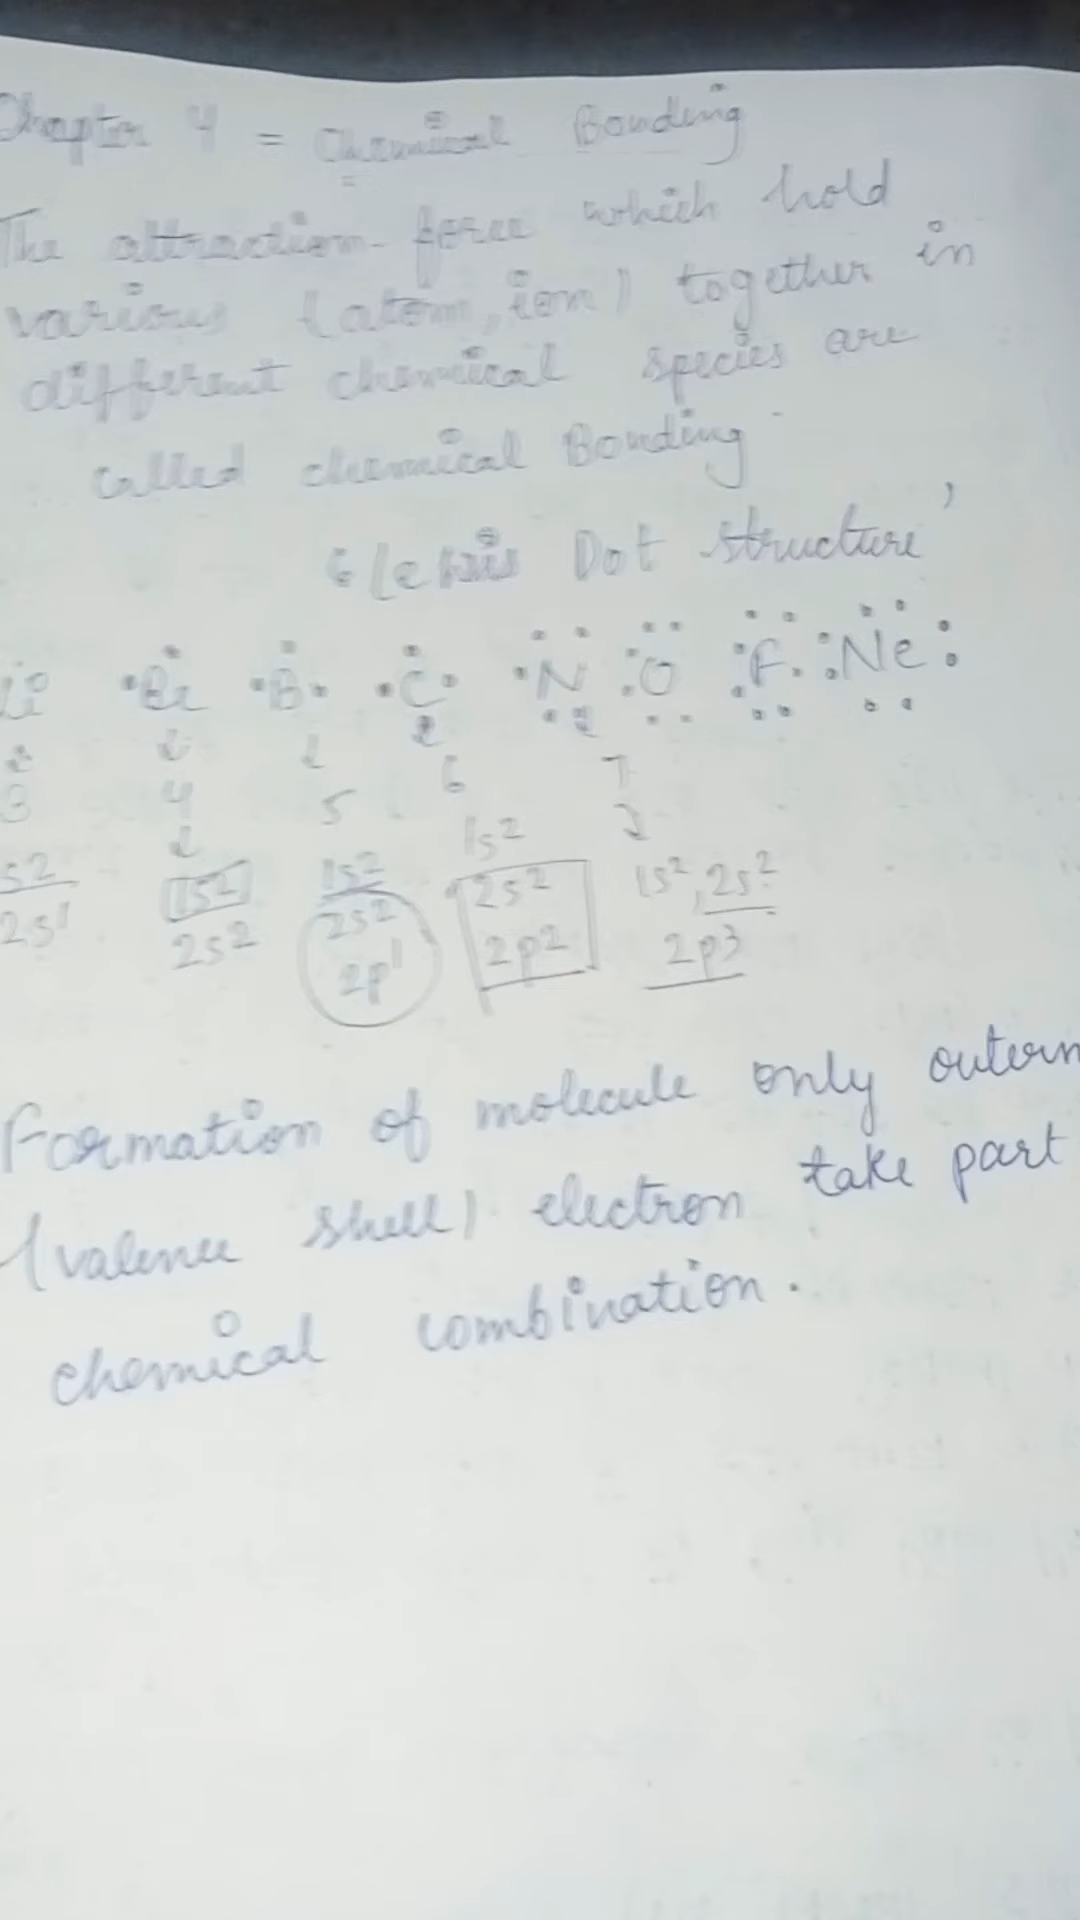 Chapter 4 = Chemical Bonding
The attraction force which hold
various (atom, ion) together in
different chemical species are
called chemical Bonding
Lewis Dot structure'
Li Be B C N O F Ne
3 4 5 6 7
1s2
s2 1s2 1s2 2s2 1s2, 2s2
2s1 2s2 2s2 2p2 2p3
2p1
Formation of molecule only outerm
(valence shell) electron take part
chemical combination.